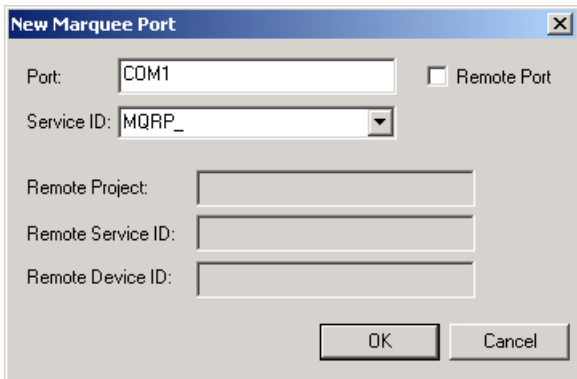 New Marquee Port
Port: COM1 Remote Port
Service ID: MQRP_
Remote Project:
Remote Service ID:
Remote Device ID:
OK Cancel